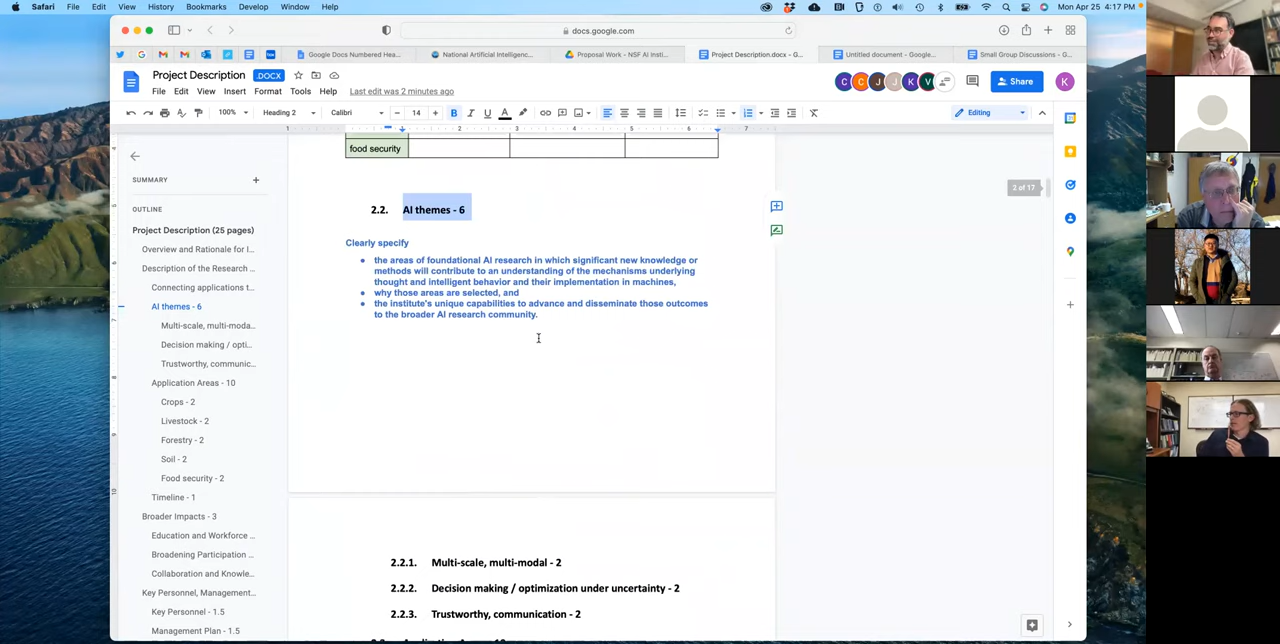 Safari File Edit View History Bookmarks Develop Window Help Mon Apr 25 4:17 PM
docs.google.com
Google Docs Numbered Hea... National Artificial Intelligenc... Proposal Work - NSF AI Insti... Project Description.docx - G... Untitled document - Google... Small Group Discussions - G...
Project Description .DOCX
File Edit View Insert Format Tools Help Last edit was 2 minutes ago
C C J J K V Share K
100% Heading 2 Calibri 14 B I U A Editing
1 2 3 5 6 7
food security
SUMMARY
2 of 17
OUTLINE
Project Description (25 pages)
Overview and Rationale for I...
Description of the Research ...
Connecting applications t...
AI themes - 6
Multi-scale, multi-moda...
Decision making / opti...
Trustworthy, communic...
Application Areas - 10
Crops - 2
Livestock - 2
Forestry - 2
Soil - 2
Food security - 2
Timeline - 1
Broader Impacts - 3
Education and Workforce ...
Broadening Participation ...
Collaboration and Knowle...
Key Personnel, Management...
Key Personnel - 1.5
Management Plan - 1.5
2.2. AI themes - 6
Clearly specify
• the areas of foundational AI research in which significant new knowledge or
methods will contribute to an understanding of the mechanisms underlying
thought and intelligent behavior and their implementation in machines,
• why those areas are selected, and
• the institute's unique capabilities to advance and disseminate those outcomes
to the broader AI research community.
2.2.1. Multi-scale, multi-modal - 2
2.2.2. Decision making / optimization under uncertainty - 2
2.2.3. Trustworthy, communication - 2